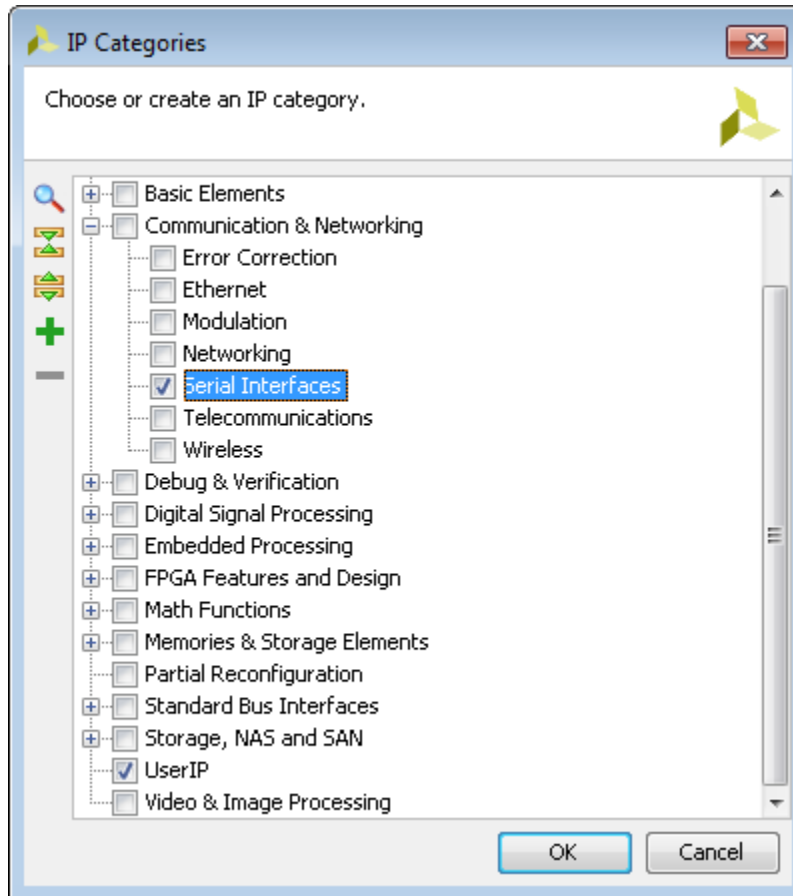 IP Categories
Choose or create an IP category.
Basic Elements
Communication & Networking
Error Correction
Ethernet
Modulation
Networking
Serial Interfaces
Telecommunications
Wireless
Debug & Verification
Digital Signal Processing
Embedded Processing
FPGA Features and Design
Math Functions
Memories & Storage Elements
Partial Reconfiguration
Standard Bus Interfaces
Storage, NAS and SAN
UserIP
Video & Image Processing
OK Cancel